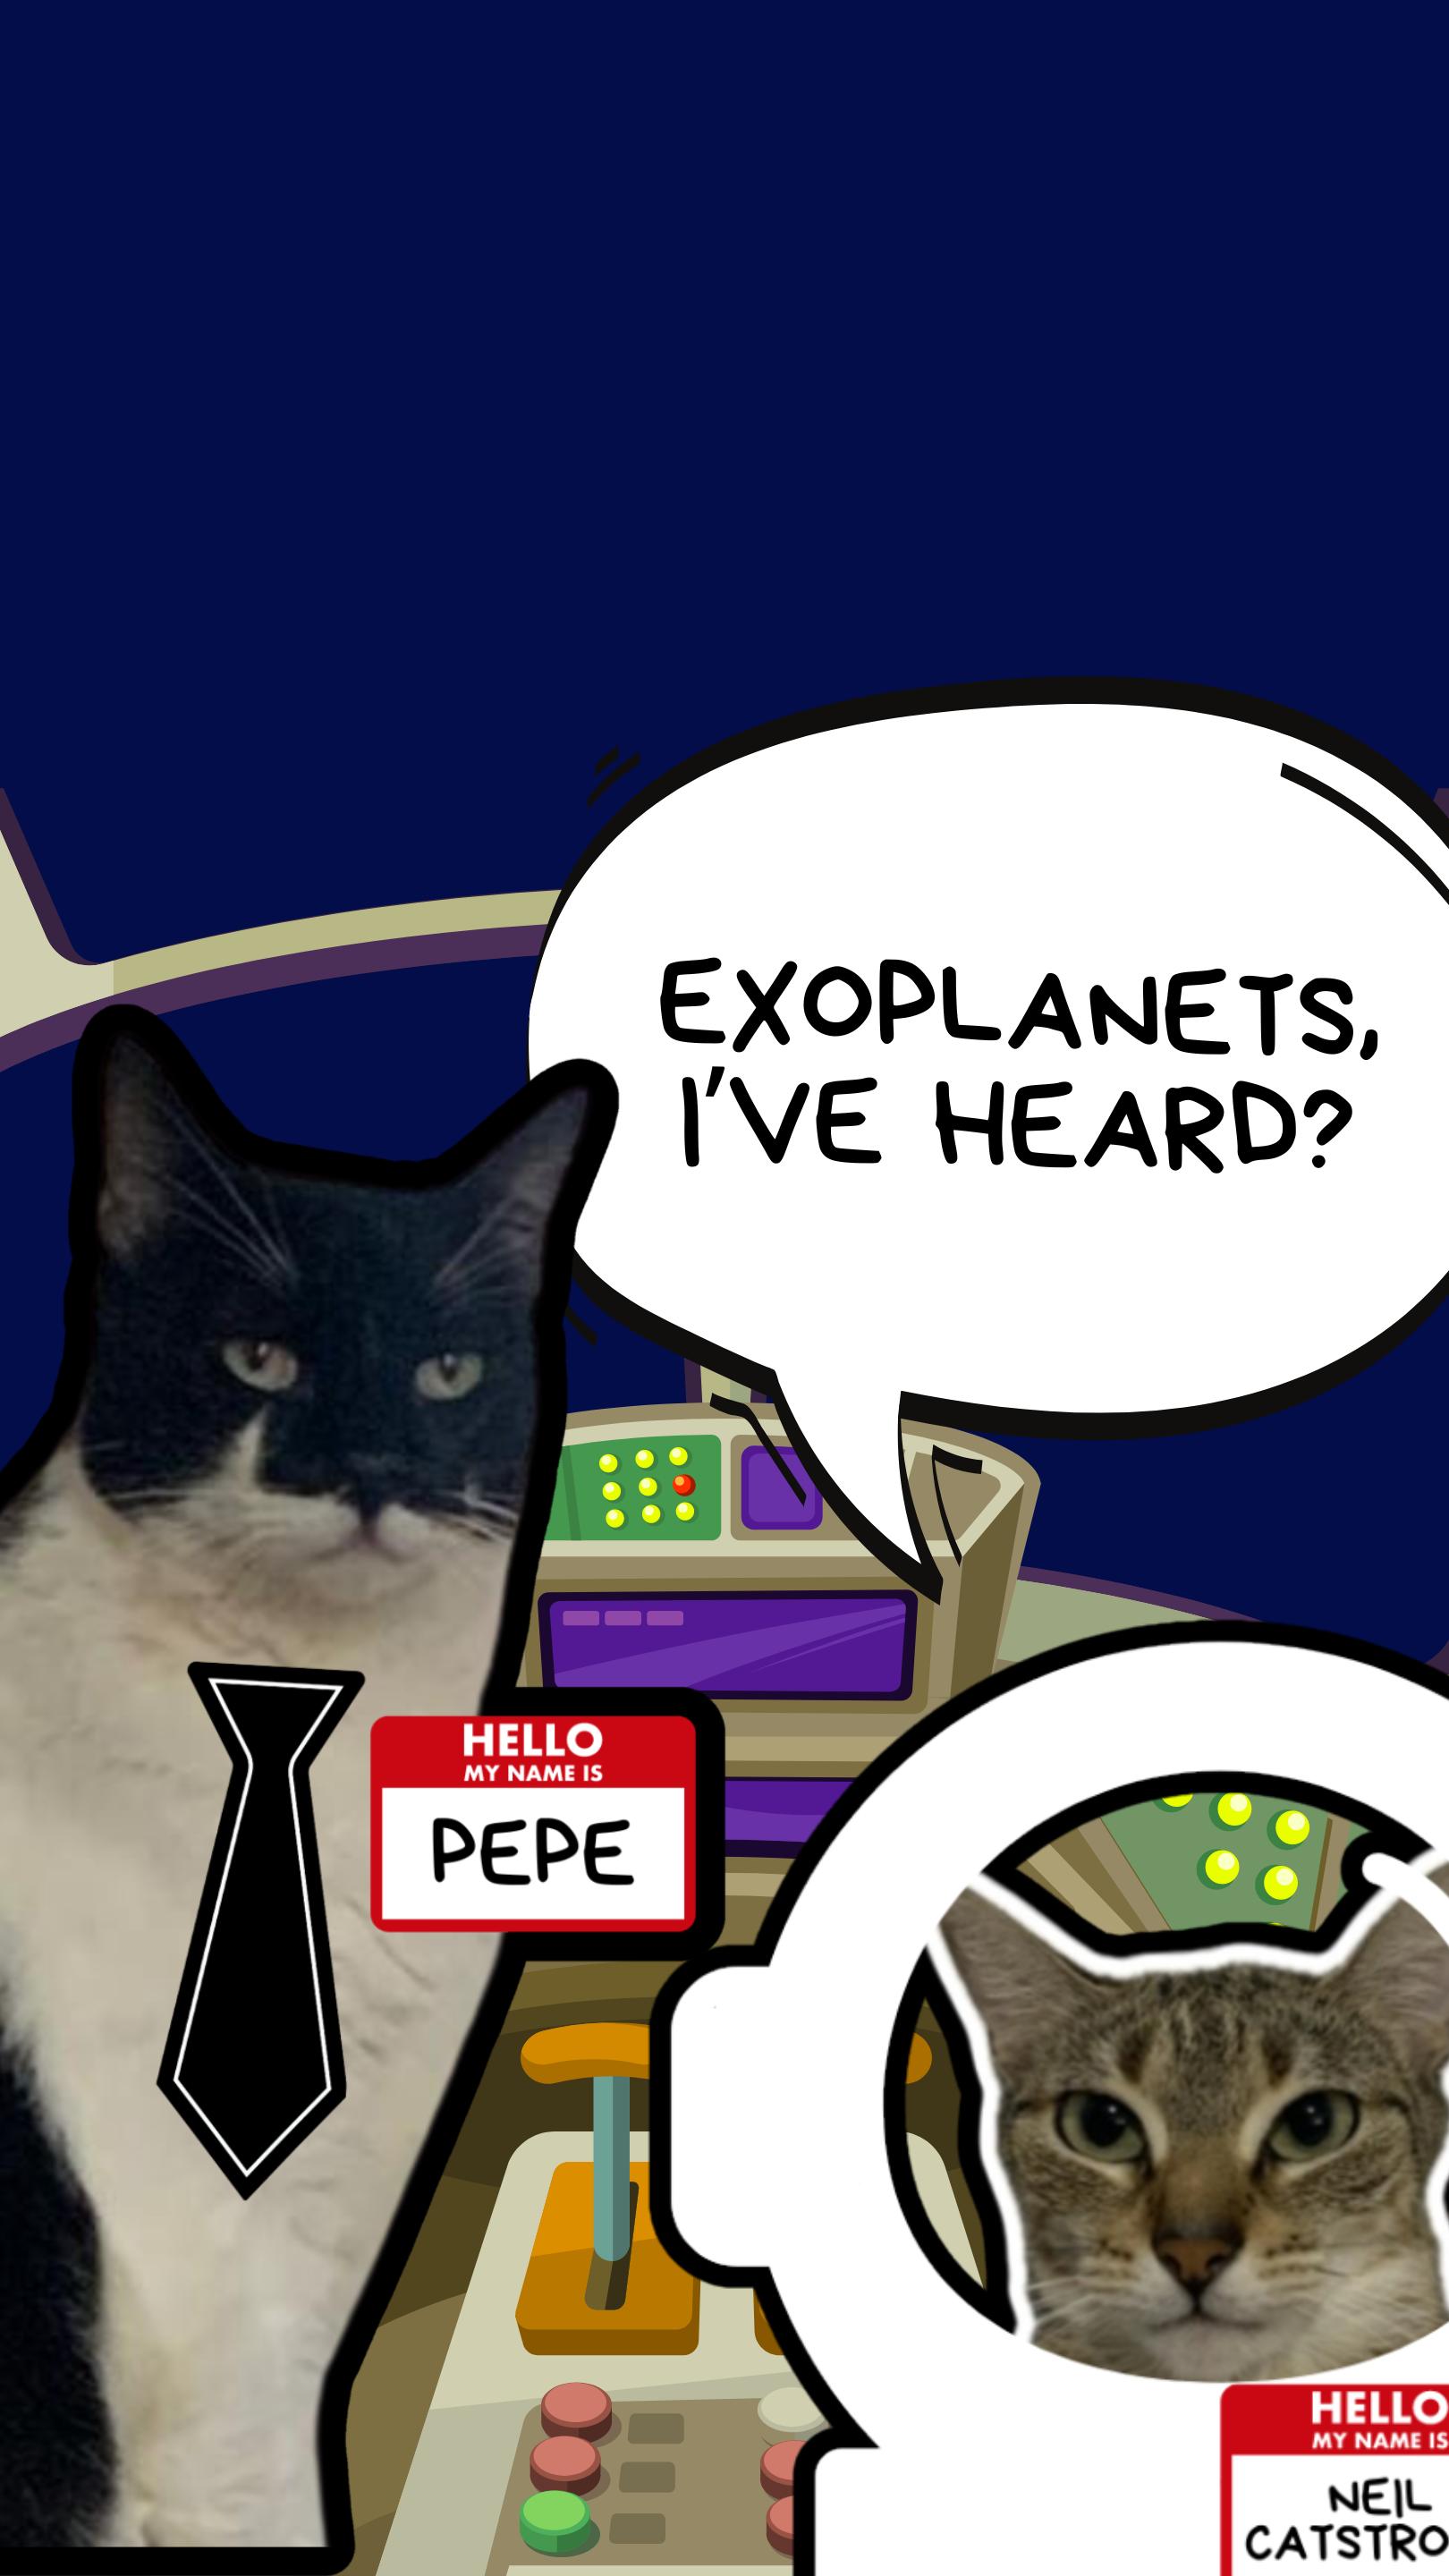 EXOPLANETS,
I'VE HEARD?
HELLO
MY NAME IS
PEPE
HELLO
MY NAME IS
NEIL
CATSTRO